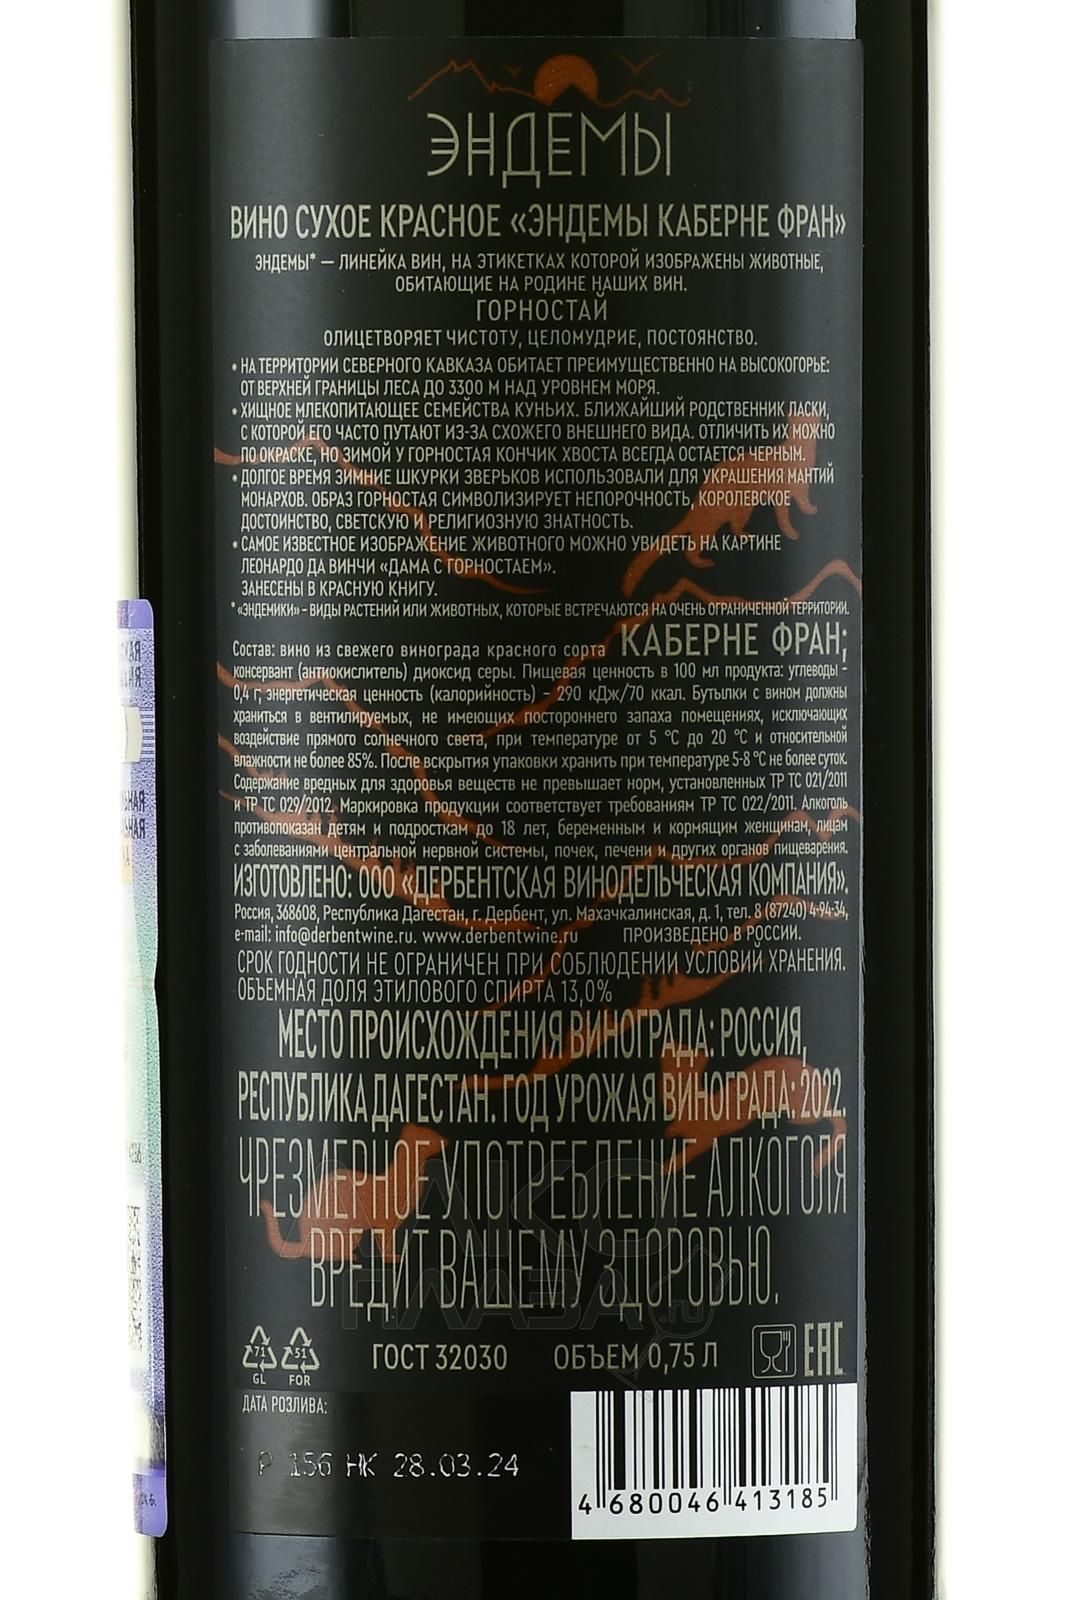 ЭНДЕМЫ
ВИНО СУХОЕ КРАСНОЕ «ЭНДЕМЫ КАБЕРНЕ ФРАН»
ЭНДЕМЫ* — ЛИНЕЙКА ВИН, НА ЭТИКЕТКАХ КОТОРОЙ ИЗОБРАЖЕНЫ ЖИВОТНЫЕ,
ОБИТАЮЩИЕ НА РОДИНЕ НАШИХ ВИН.
ГОРНОСТАЙ
ОЛИЦЕТВОРЯЕТ ЧИСТОТУ, ЦЕЛОМУДРИЕ, ПОСТОЯНСТВО.
• НА ТЕРРИТОРИИ СЕВЕРНОГО КАВКАЗА ОБИТАЕТ ПРЕИМУЩЕСТВЕННО НА ВЫСОКОГОРЬЕ:
ОТ ВЕРХНЕЙ ГРАНИЦЫ ЛЕСА ДО 3300 М НАД УРОВНЕМ МОРЯ.
• ХИЩНОЕ МЛЕКОПИТАЮЩЕЕ СЕМЕЙСТВА КУНЬИХ. БЛИЖАЙШИЙ РОДСТВЕННИК ЛАСКИ,
С КОТОРОЙ ЕГО ЧАСТО ПУТАЮТ ИЗ-ЗА СХОЖЕГО ВНЕШНЕГО ВИДА. ОТЛИЧИТЬ ИХ МОЖНО
ПО ОКРАСКЕ, НО ЗИМОЙ У ГОРНОСТАЯ КОНЧИК ХВОСТА ВСЕГДА ОСТАЕТСЯ ЧЕРНЫМ.
• ДОЛГОЕ ВРЕМЯ ЗИМНИЕ ШКУРКИ ЗВЕРЬКОВ ИСПОЛЬЗОВАЛИ ДЛЯ УКРАШЕНИЯ МАНТИЙ
МОНАРХОВ. ОБРАЗ ГОРНОСТАЯ СИМВОЛИЗИРУЕТ НЕПОРОЧНОСТЬ, КОРОЛЕВСКОЕ
ДОСТОИНСТВО, СВЕТСКУЮ И РЕЛИГИОЗНУЮ ЗНАТНОСТЬ.
• САМОЕ ИЗВЕСТНОЕ ИЗОБРАЖЕНИЕ ЖИВОТНОГО МОЖНО УВИДЕТЬ НА КАРТИНЕ
ЛЕОНАРДО ДА ВИНЧИ «ДАМА С ГОРНОСТАЕМ».
ЗАНЕСЕНЫ В КРАСНУЮ КНИГУ.
* «ЭНДЕМИКИ» - ВИДЫ РАСТЕНИЙ ИЛИ ЖИВОТНЫХ, КОТОРЫЕ ВСТРЕЧАЮТСЯ НА ОЧЕНЬ ОГРАНИЧЕННОЙ ТЕРРИТОРИИ.
Состав: вино из свежего винограда красного сорта КАБЕРНЕ ФРАН;
консервант (антиокислитель) диоксид серы. Пищевая ценность в 100 мл продукта: углеводы -
0,4 г; энергетическая ценность (калорийность) – 290 кДж/70 ккал. Бутылки с вином должны
храниться в вентилируемых, не имеющих постороннего запаха помещениях, исключающих
воздействие прямого солнечного света, при температуре от 5 °С до 20 °С и относительной
влажности не более 85%. После вскрытия упаковки хранить при температуре 5-8 °С не более суток.
Содержание вредных для здоровья веществ не превышает норм, установленных ТР ТС 021/2011
и ТР ТС 029/2012. Маркировка продукции соответствует требованиям ТР ТС 022/2011. Алкоголь
противопоказан детям и подросткам до 18 лет, беременным и кормящим женщинам, лицам
с заболеваниями центральной нервной системы, почек, печени и других органов пищеварения.
ИЗГОТОВЛЕНО: ООО «ДЕРБЕНТСКАЯ ВИНОДЕЛЬЧЕСКАЯ КОМПАНИЯ».
Россия, 368608, Республика Дагестан, г. Дербент, ул. Махачкалинская, д. 1, тел. 8 (87240) 4-94-34,
e-mail: info@derbentwine.ru. www.derbentwine.ru ПРОИЗВЕДЕНО В РОССИИ.
СРОК ГОДНОСТИ НЕ ОГРАНИЧЕН ПРИ СОБЛЮДЕНИИ УСЛОВИЙ ХРАНЕНИЯ.
ОБЪЕМНАЯ ДОЛЯ ЭТИЛОВОГО СПИРТА 13,0%
МЕСТО ПРОИСХОЖДЕНИЯ ВИНОГРАДА: РОССИЯ,
РЕСПУБЛИКА ДАГЕСТАН. ГОД УРОЖАЯ ВИНОГРАДА: 2022.
ЧРЕЗМЕРНОЕ УПОТРЕБЛЕНИЕ АЛКОГОЛЯ
ВРЕДИТ ВАШЕМУ ЗДОРОВЬЮ.
АЛКО
ПЛАЗА.ru
71 51 ГОСТ 32030 ОБЪЕМ 0,75 Л EAC
GL FOR
ДАТА РОЗЛИВА:
Р 156 НК 28.03.24
4 680046 413185